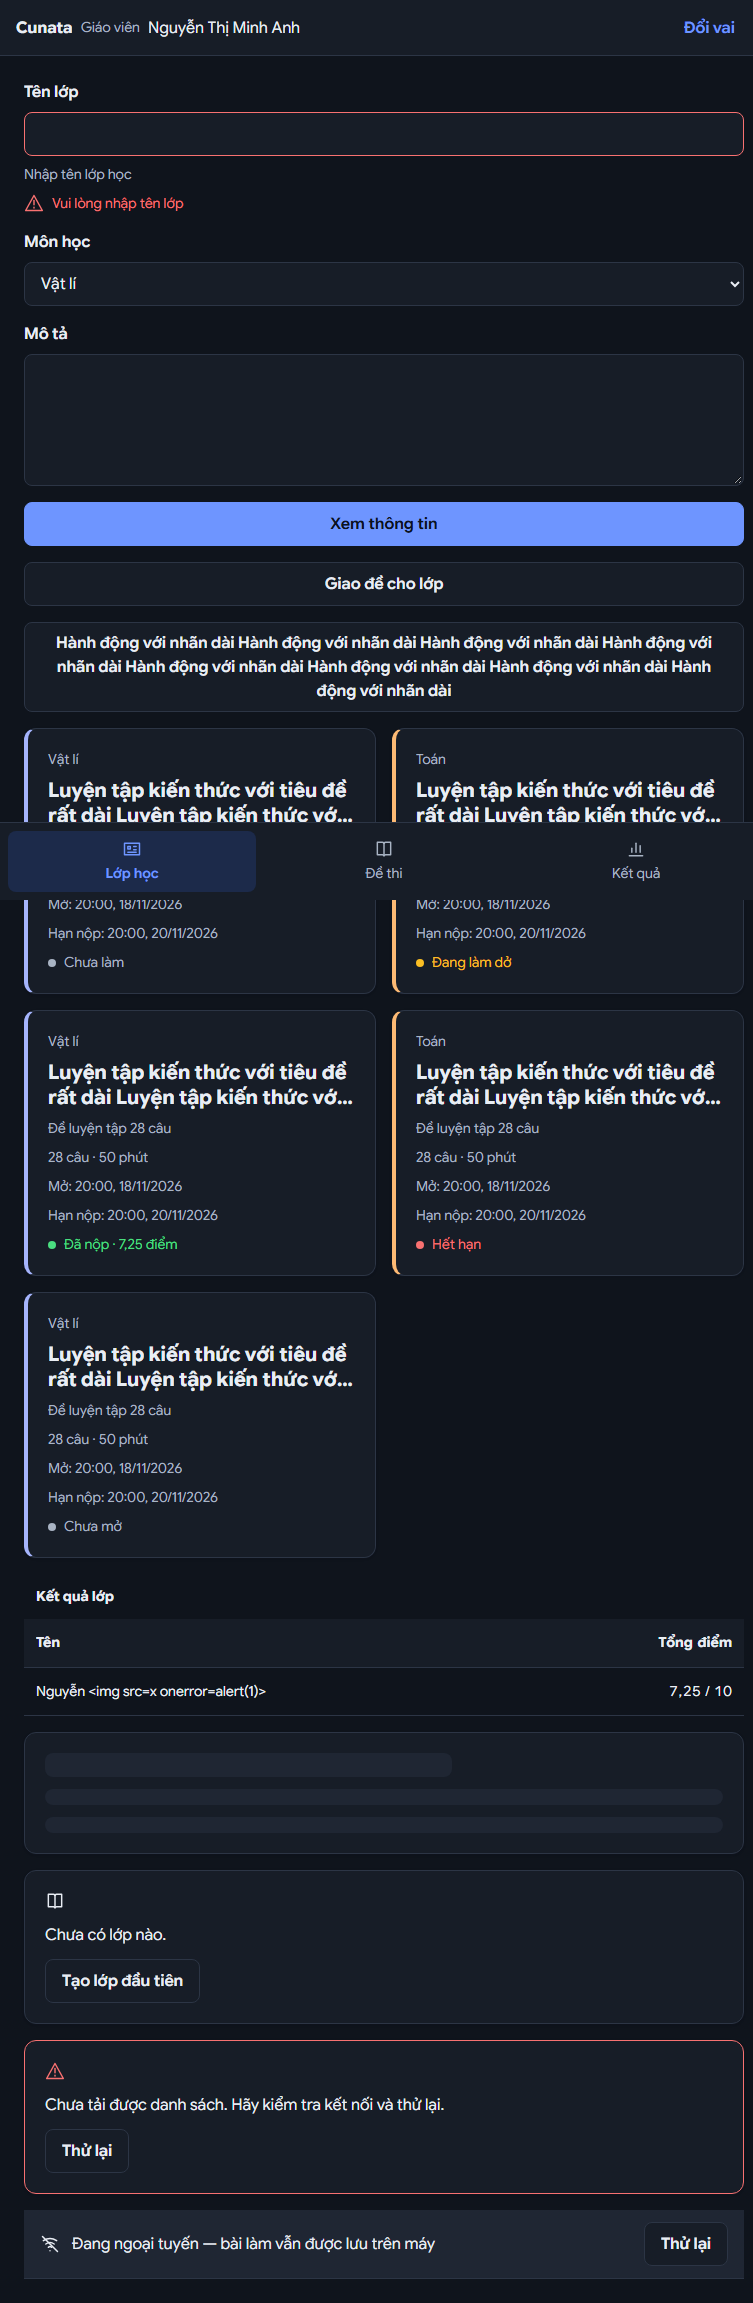 Cunata Giáo viên Nguyễn Thị Minh Anh Đổi vai
Tên lớp
Nhập tên lớp học
Vui lòng nhập tên lớp
Môn học
Vật lí
Mô tả
Xem thông tin
Giao đề cho lớp
Hành động với nhãn dài Hành động với nhãn dài Hành động với nhãn dài Hành động với
nhãn dài Hành động với nhãn dài Hành động với nhãn dài Hành động với nhãn dài Hành
động với nhãn dài
Vật lí
Luyện tập kiến thức với tiêu đề
rất dài Luyện tập kiến thức vớ...
Toán
Luyện tập kiến thức với tiêu đề
rất dài Luyện tập kiến thức vớ...
Lớp học
Đề thi
Kết quả
Mở: 20:00, 18/11/2026
Hạn nộp: 20:00, 20/11/2026
Chưa làm
Mở: 20:00, 18/11/2026
Hạn nộp: 20:00, 20/11/2026
Đang làm dở
Vật lí
Luyện tập kiến thức với tiêu đề
rất dài Luyện tập kiến thức vớ...
Đề luyện tập 28 câu
28 câu · 50 phút
Mở: 20:00, 18/11/2026
Hạn nộp: 20:00, 20/11/2026
Đã nộp · 7,25 điểm
Toán
Luyện tập kiến thức với tiêu đề
rất dài Luyện tập kiến thức vớ...
Đề luyện tập 28 câu
28 câu · 50 phút
Mở: 20:00, 18/11/2026
Hạn nộp: 20:00, 20/11/2026
Hết hạn
Vật lí
Luyện tập kiến thức với tiêu đề
rất dài Luyện tập kiến thức vớ...
Đề luyện tập 28 câu
28 câu · 50 phút
Mở: 20:00, 18/11/2026
Hạn nộp: 20:00, 20/11/2026
Chưa mở
Kết quả lớp
Tên Tổng điểm
Nguyễn <img src=x onerror=alert(1)> 7,25 / 10
Chưa có lớp nào.
Tạo lớp đầu tiên
Chưa tải được danh sách. Hãy kiểm tra kết nối và thử lại.
Thử lại
Đang ngoại tuyến — bài làm vẫn được lưu trên máy Thử lại